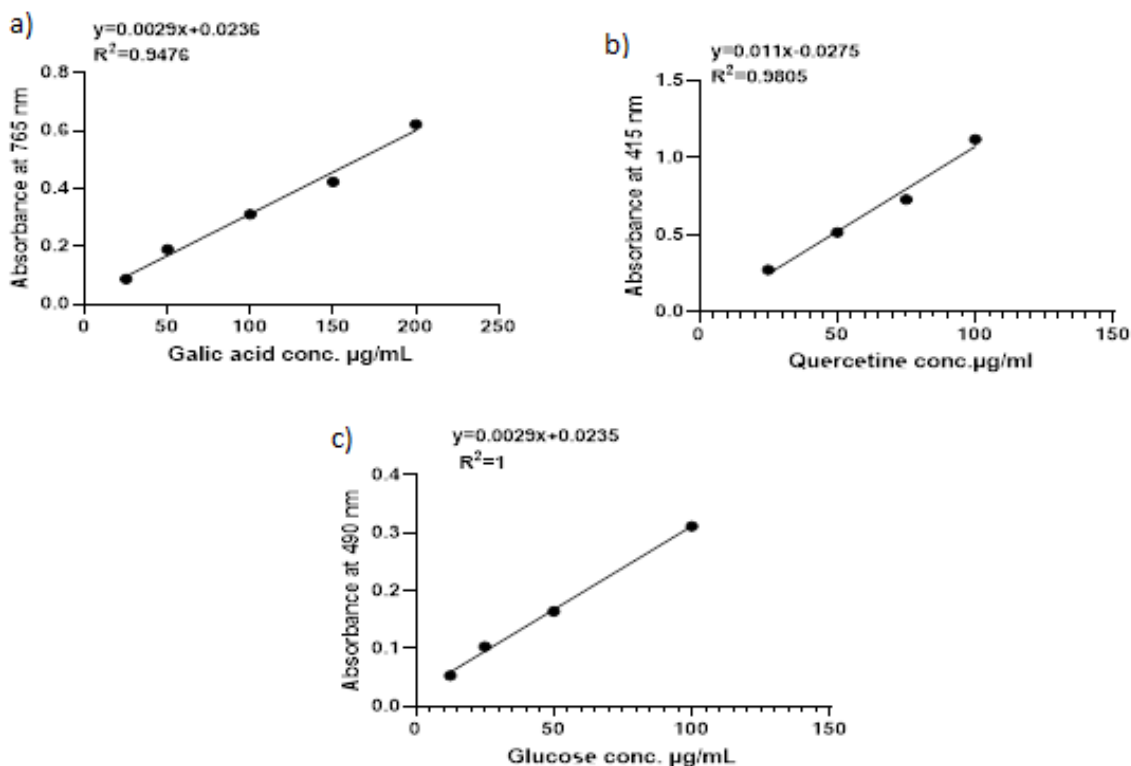 a)
y=0.0029x+0.0236
R²=0.9476
Absorbance at 765 nm
0.8
0.6
0.4
0.2
0.0
0 50 100 150 200 250
Galic acid conc. µg/mL
b)
y=0.011x-0.0275
R²=0.9805
Absorbance at 415 nm
1.5
1.0
0.5
0.0
0 50 100 150
Quercetine conc.µg/ml
c)
y=0.0029x+0.0235
R²=1
Absorbance at 490 nm
0.4
0.3
0.2
0.1
0.0
0 50 100 150
Glucose conc. µg/mL